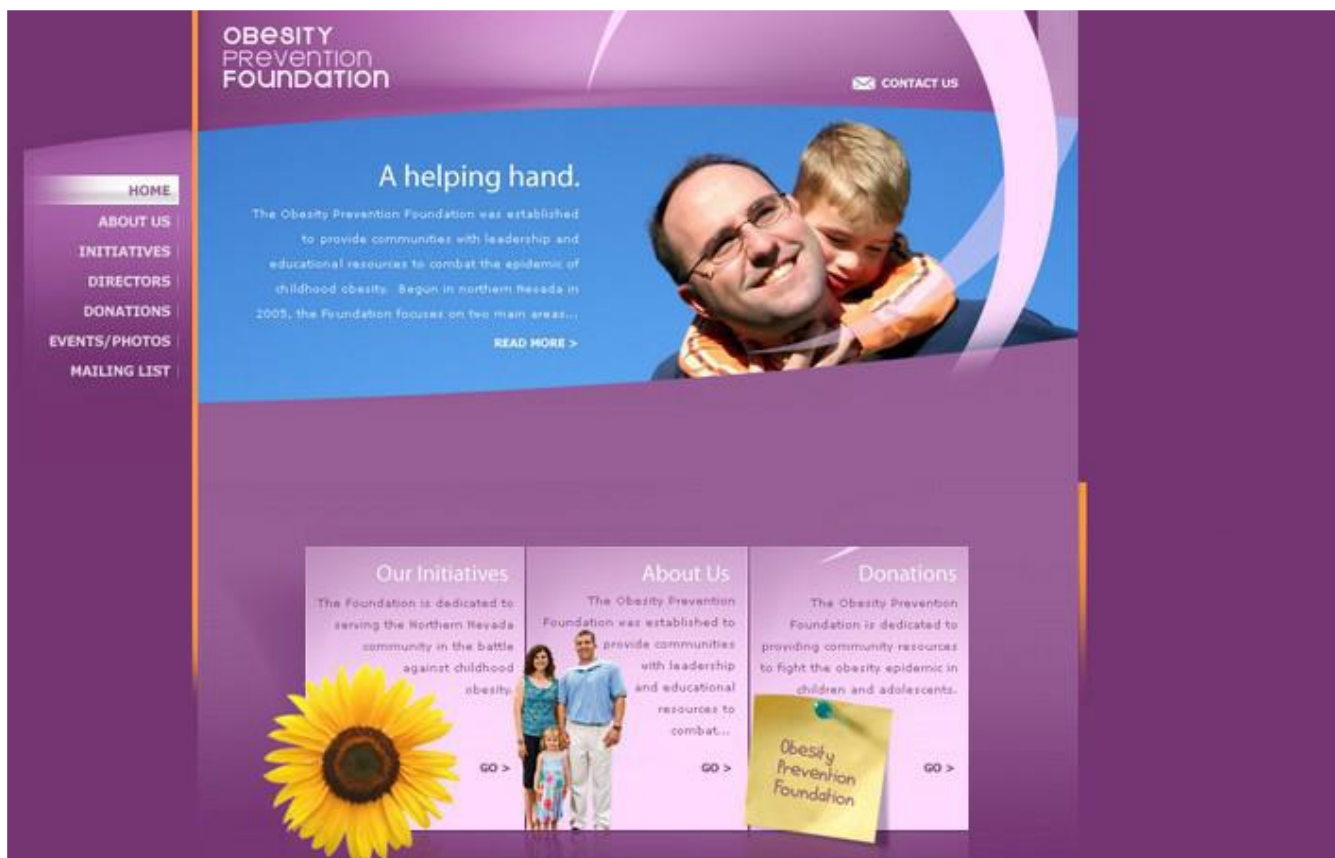 OBESITY
PREVENTION
FOUNDATION
CONTACT US
HOME
ABOUT US
INITIATIVES
DIRECTORS
DONATIONS
EVENTS/PHOTOS
MAILING LIST
A helping hand.
The Obesity Prevention Foundation was established
to provide communities with leadership and
educational resources to combat the epidemic of
childhood obesity. Begun in northern Nevada in
2005, the Foundation focuses on two main areas...
READ MORE >
Our Initiatives
The Foundation is dedicated to
serving the Northern Nevada
community in the battle
against childhood
obesity.
GO >
About Us
The Obesity Prevention
Foundation was established to
provide communities
with leadership
and educational
resources to
combat...
GO >
Donations
The Obesity Prevention
Foundation is dedicated to
providing community resources
to fight the obesity epidemic in
children and adolescents.
Obesity
Prevention
Foundation
GO >